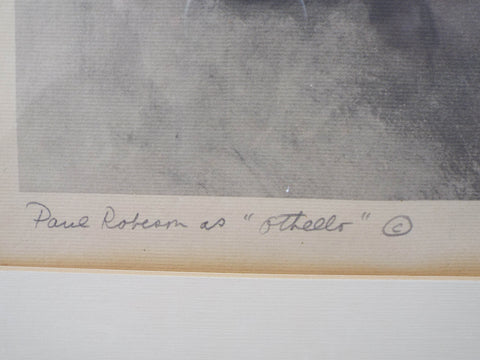 Paul Robeson as "Othello" ©